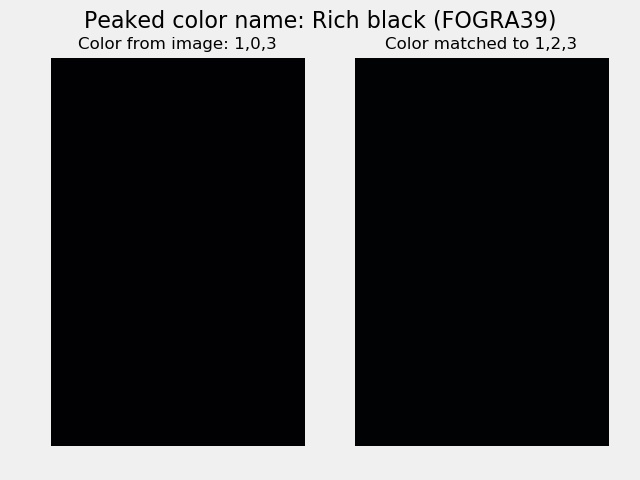 Peaked color name: Rich black (FOGRA39)
Color from image: 1,0,3
Color matched to 1,2,3